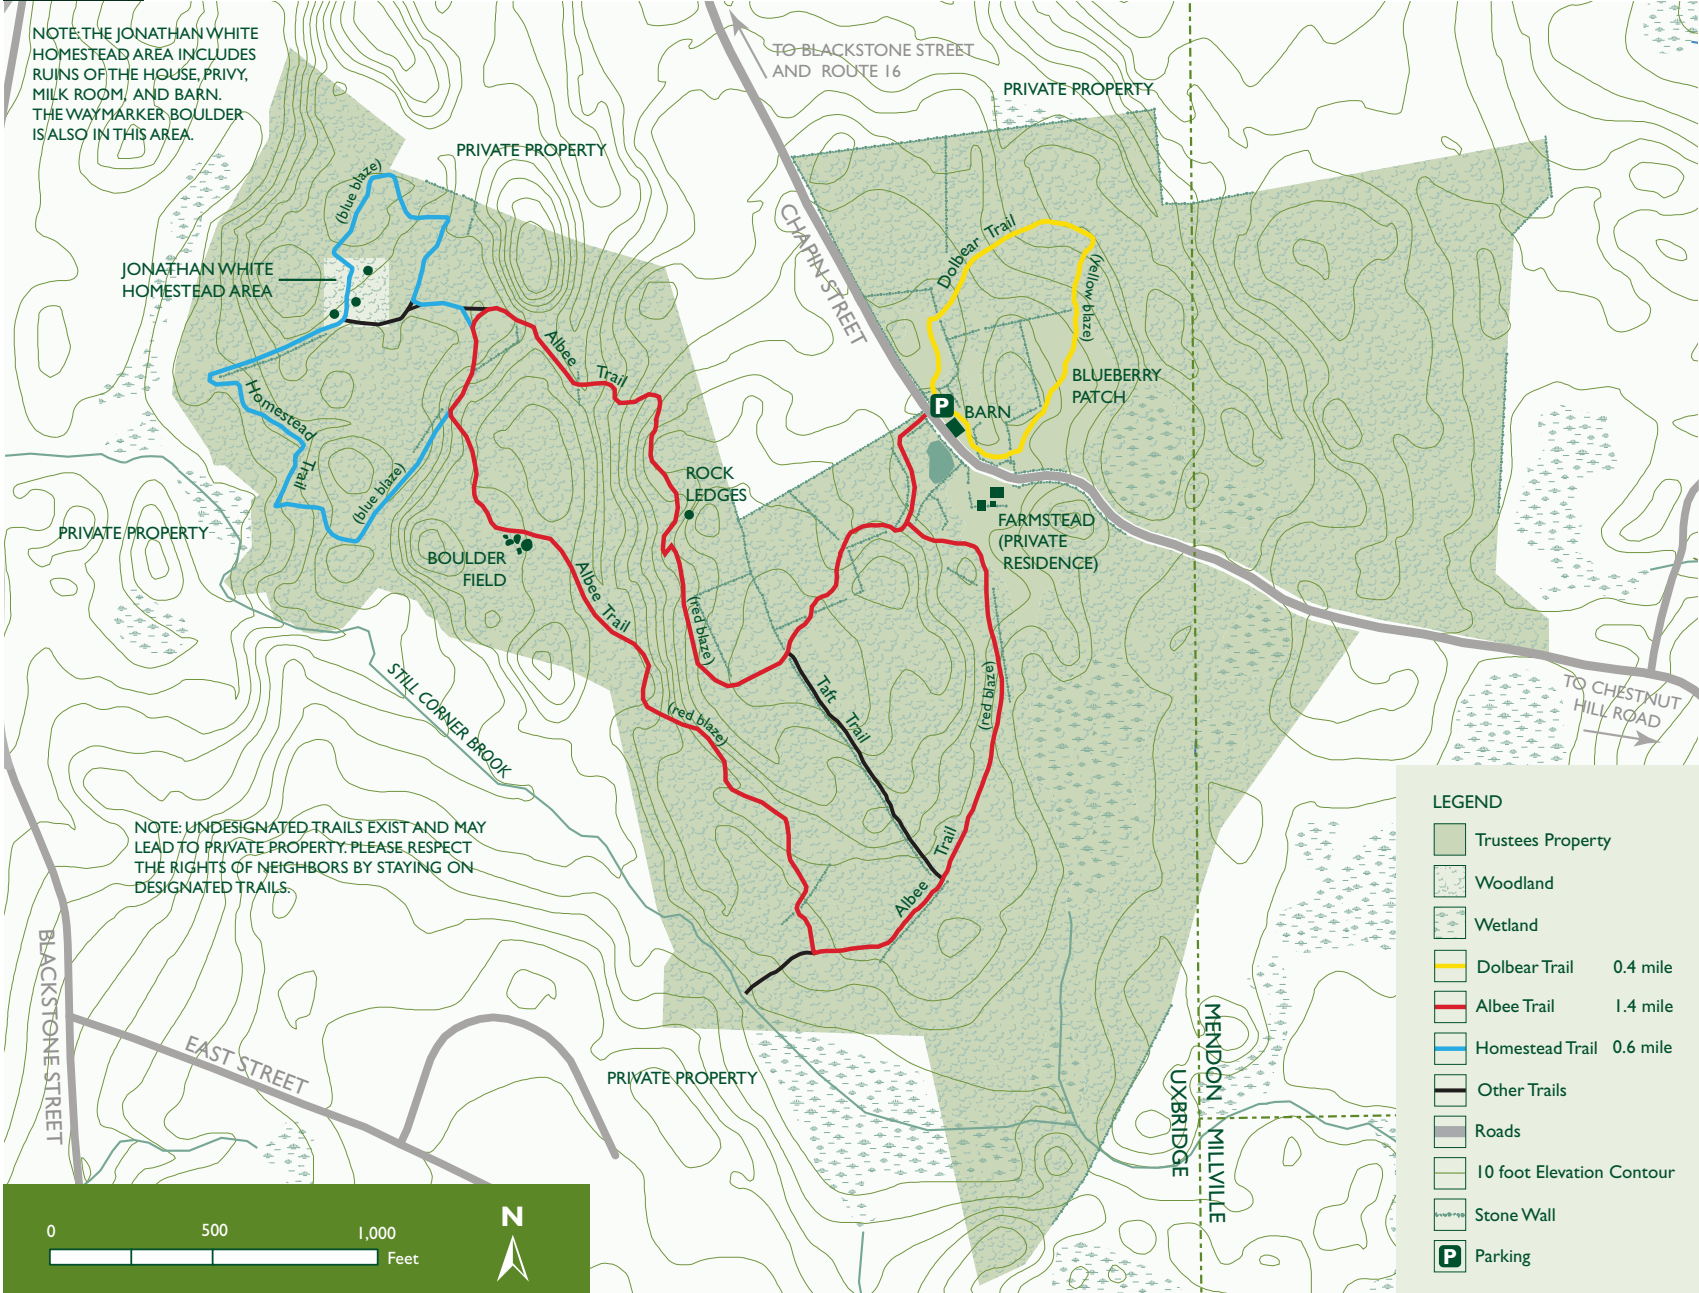 NOTE: THE JONATHAN WHITE
HOMESTEAD AREA INCLUDES
RUINS OF THE HOUSE, PRIVY,
MILK ROOM, AND BARN.
THE WAYMARKER BOULDER
IS ALSO IN THIS AREA.
TO BLACKSTONE STREET
AND ROUTE 16
PRIVATE PROPERTY
PRIVATE PROPERTY
(blue blaze)
CHAPIN STREET
Dolbear Trail
(yellow blaze)
JONATHAN WHITE
HOMESTEAD AREA
Albee Trail
BLUEBERRY
PATCH
P
BARN
Homestead
Trail
(blue blaze)
ROCK
LEDGES
PRIVATE PROPERTY
FARMSTEAD
(PRIVATE
RESIDENCE)
BOULDER
FIELD
Albee Trail
(red blaze)
(red blaze)
(red blaze)
Taft Trail
STILL CORNER BROOK
TO CHESTNUT
HILL ROAD
NOTE: UNDESIGNATED TRAILS EXIST AND MAY
LEAD TO PRIVATE PROPERTY. PLEASE RESPECT
THE RIGHTS OF NEIGHBORS BY STAYING ON
DESIGNATED TRAILS.
Albee Trail
BLACKSTONE STREET
EAST STREET
PRIVATE PROPERTY
MENDON
UXBRIDGE
MILLVILLE
LEGEND
Trustees Property
Woodland
Wetland
Dolbear Trail 0.4 mile
Albee Trail 1.4 mile
Homestead Trail 0.6 mile
Other Trails
Roads
10 foot Elevation Contour
Stone Wall
P Parking
0 500 1,000
Feet
N